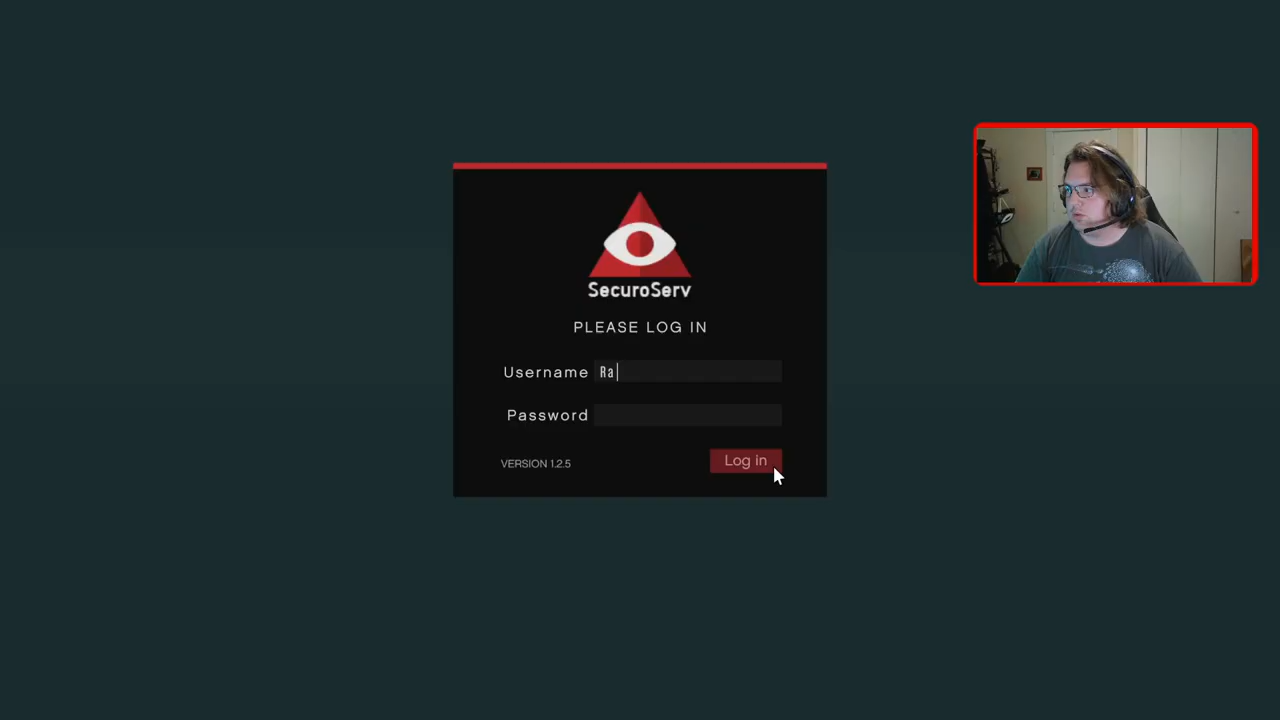 SecuroServ
PLEASE LOG IN
Username Ra
Password
VERSION 1.2.5 Log in